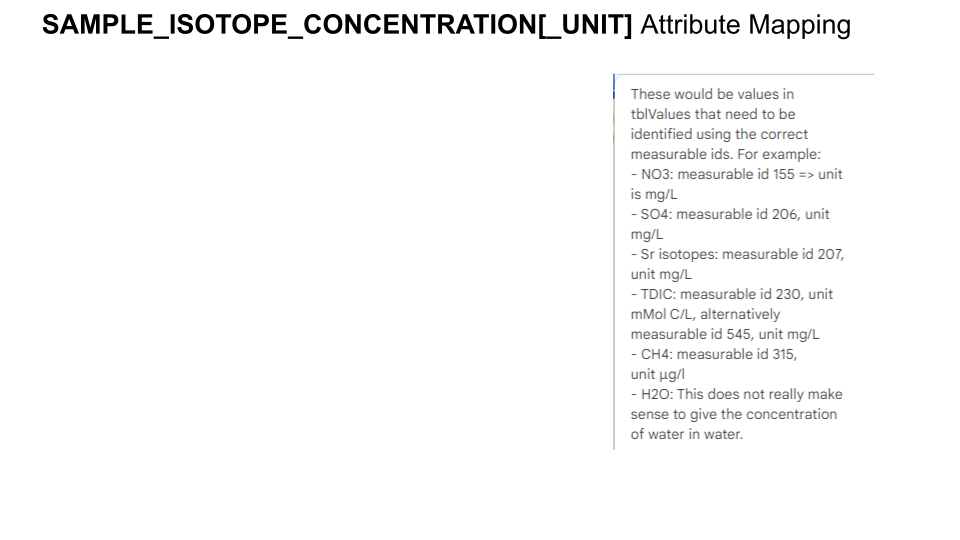 SAMPLE_ISOTOPE_CONCENTRATION[_UNIT] Attribute Mapping
These would be values in
tblValues that need to be
identified using the correct
measurable ids. For example:
- NO3: measurable id 155 => unit
is mg/L
- SO4: measurable id 206, unit
mg/L
- Sr isotopes: measurable id 207,
unit mg/L
- TDIC: measurable id 230, unit
mMol C/L, alternatively
measurable id 545, unit mg/L
- CH4: measurable id 315,
unit µg/l
- H2O: This does not really make
sense to give the concentration
of water in water.